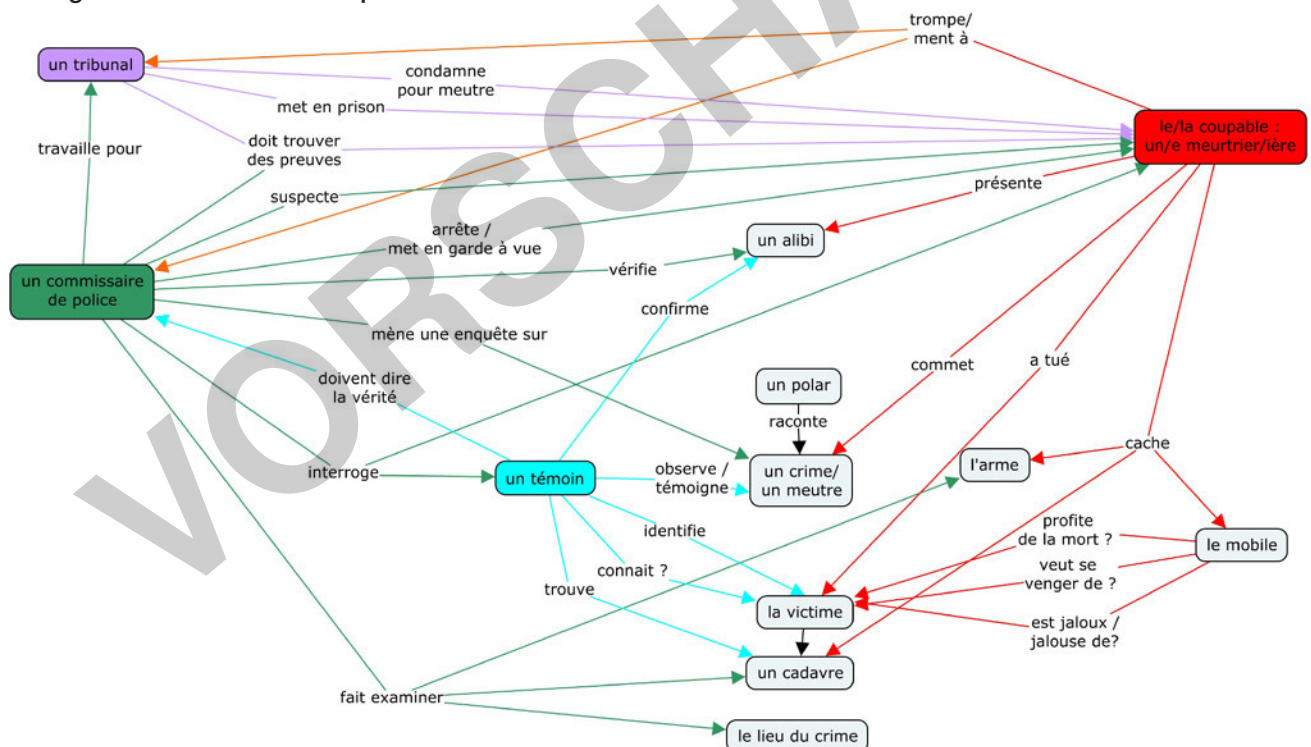 trompe/
ment à
un tribunal
condamne
pour meutre
met en prison
le/la coupable :
un/e meurtrier/ière
travaille pour
doit trouver
des preuves
suspecte
présente
arrête /
met en garde à vue
un alibi
vérifie
un commissaire
de police
confirme
mène une enquête sur
doivent dire
la vérité
commet
a tué
un polar
raconte
cache
interroge
un témoin
observe /
témoigne
un crime/
un meutre
l'arme
identifie
profite
de la mort ?
le mobile
connait ?
veut se
venger de ?
trouve
la victime
est jaloux /
jalouse de?
un cadavre
fait examiner
le lieu du crime